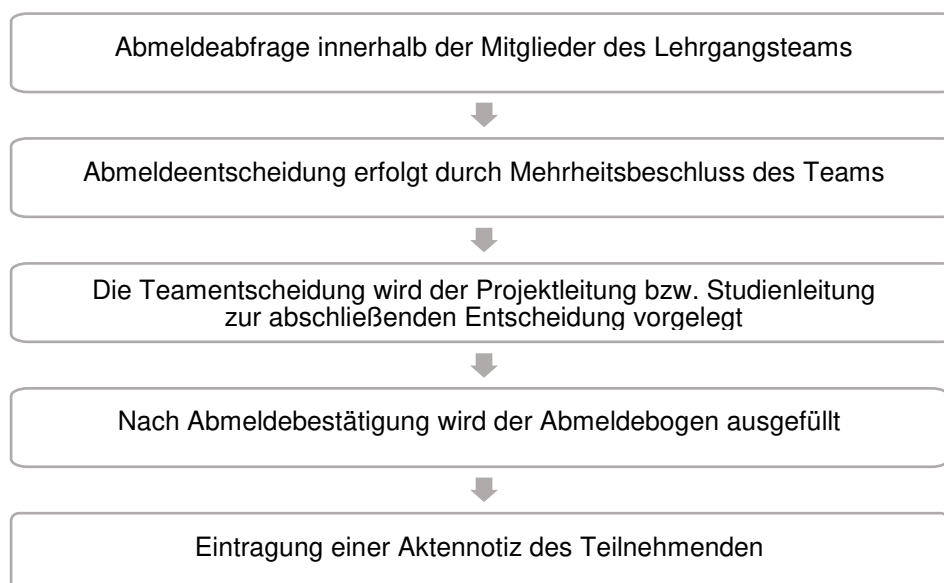 Abmeldeabfrage innerhalb der Mitglieder des Lehrgangsteams
Abmeldeentscheidung erfolgt durch Mehrheitsbeschluss des Teams
Die Teamentscheidung wird der Projektleitung bzw. Studienleitung
zur abschließenden Entscheidung vorgelegt
Nach Abmeldebestätigung wird der Abmeldebogen ausgefüllt
Eintragung einer Aktennotiz des Teilnehmenden